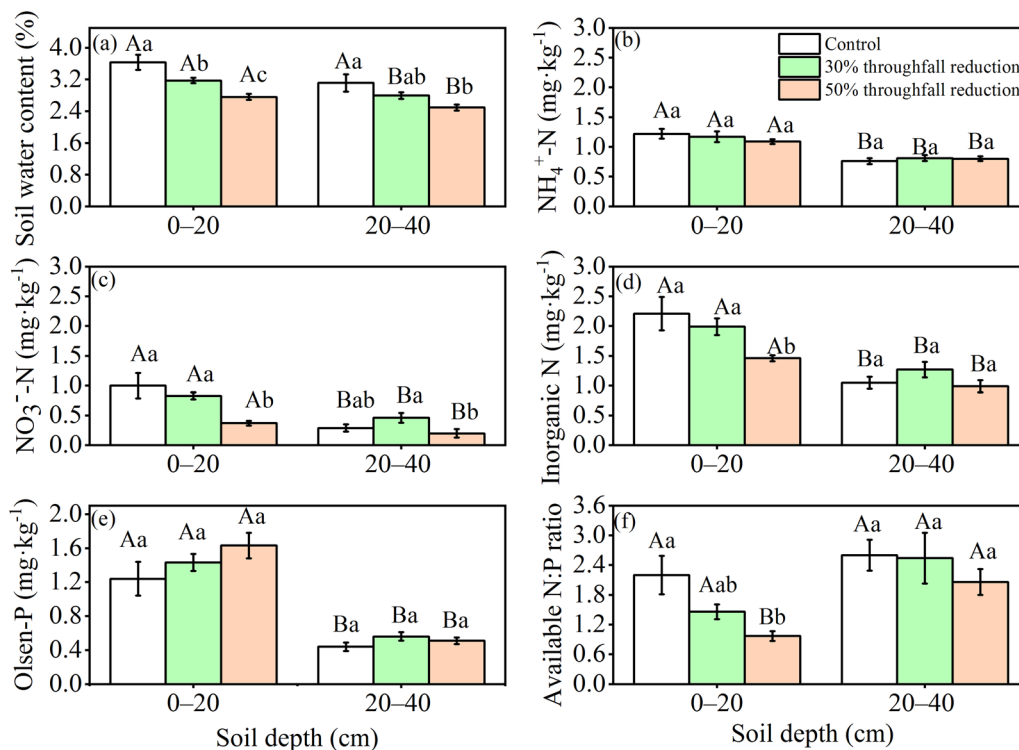 (a)
Soil water content (%)
4.0
3.2
2.4
1.6
0.8
0.0
Aa
Ab
Ac
Aa
Bab
Bb
0–20
20–40
(b)
NH₄⁺-N (mg·kg⁻¹)
3.0
2.5
2.0
1.5
1.0
0.5
0.0
Control
30% throughfall reduction
50% throughfall reduction
Aa
Aa
Aa
Ba
Ba
Ba
0–20
20–40
(c)
NO₃⁻-N (mg·kg⁻¹)
3.0
2.5
2.0
1.5
1.0
0.5
0.0
Aa
Aa
Ab
Bab
Ba
Bb
0–20
20–40
(d)
Inorganic N (mg·kg⁻¹)
3.0
2.5
2.0
1.5
1.0
0.5
0.0
Aa
Aa
Ab
Ba
Ba
Ba
0–20
20–40
(e)
Olsen-P (mg·kg⁻¹)
2.0
1.6
1.2
0.8
0.4
0.0
Aa
Aa
Aa
Ba
Ba
Ba
0–20
20–40
Soil depth (cm)
(f)
Available N:P ratio
3.6
3.0
2.4
1.8
1.2
0.6
0.0
Aa
Aab
Bb
Aa
Aa
Aa
0–20
20–40
Soil depth (cm)